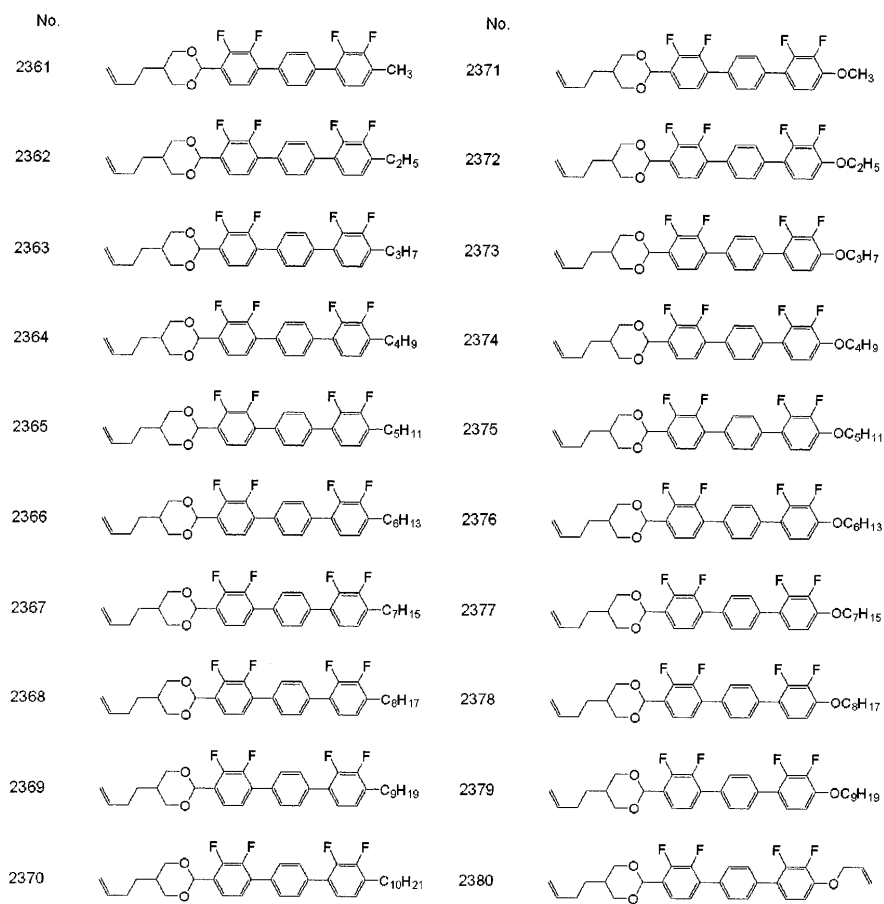 No. No.
F F F F F F F F
2361 O O CH3 2371 O O OCH3
F F F F F F F F
2362 O O C2H5 2372 O O OC2H5
F F F F F F F F
2363 O O C3H7 2373 O O OC3H7
F F F F F F F F
2364 O O C4H9 2374 O O OC4H9
F F F F F F F F
2365 O O C5H11 2375 O O OC5H11
F F F F F F F F
2366 O O C6H13 2376 O O OC6H13
F F F F F F F F
2367 O O C7H15 2377 O O OC7H15
F F F F F F F F
2368 O O C8H17 2378 O O OC8H17
F F F F F F F F
2369 O O C9H19 2379 O O OC9H19
F F F F F F F F
2370 O O C10H21 2380 O O O